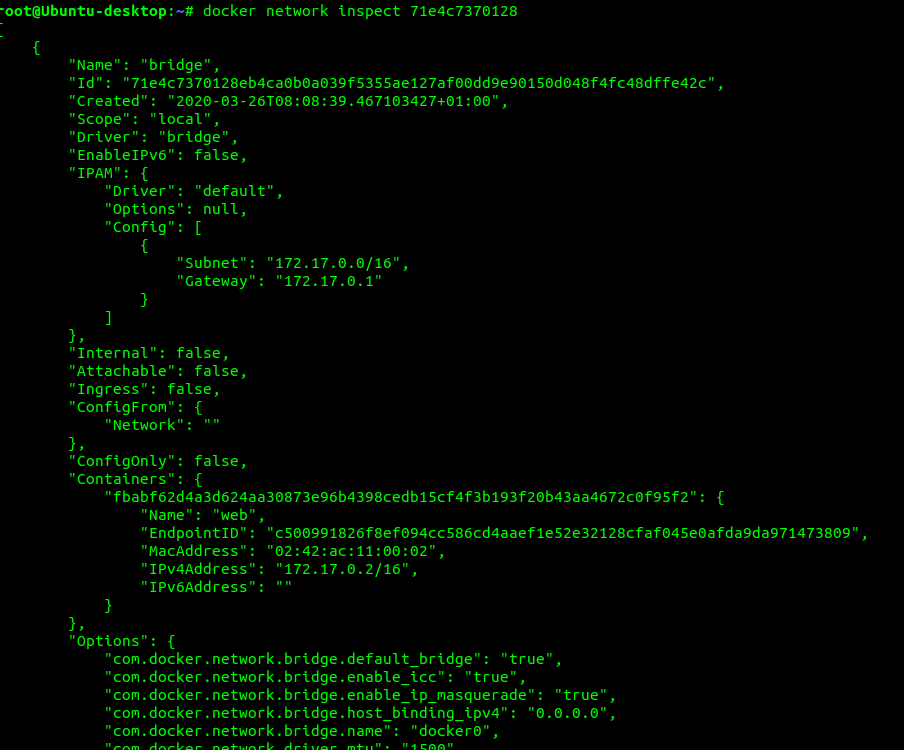 root@Ubuntu-desktop:~# docker network inspect 71e4c7370128
[
    {
        "Name": "bridge",
        "Id": "71e4c7370128eb4ca0b0a039f5355ae127af00dd9e90150d048f4fc48dffe42c",
        "Created": "2020-03-26T08:08:39.467103427+01:00",
        "Scope": "local",
        "Driver": "bridge",
        "EnableIPv6": false,
        "IPAM": {
            "Driver": "default",
            "Options": null,
            "Config": [
                {
                    "Subnet": "172.17.0.0/16",
                    "Gateway": "172.17.0.1"
                }
            ]
        },
        "Internal": false,
        "Attachable": false,
        "Ingress": false,
        "ConfigFrom": {
            "Network": ""
        },
        "ConfigOnly": false,
        "Containers": {
            "fbabf62d4a3d624aa30873e96b4398cedb15cf4f3b193f20b43aa4672c0f95f2": {
                "Name": "web",
                "EndpointID": "c500991826f8ef094cc586cd4aaef1e52e32128cfaf045e0afda9da971473809",
                "MacAddress": "02:42:ac:11:00:02",
                "IPv4Address": "172.17.0.2/16",
                "IPv6Address": ""
            }
        },
        "Options": {
            "com.docker.network.bridge.default_bridge": "true",
            "com.docker.network.bridge.enable_icc": "true",
            "com.docker.network.bridge.enable_ip_masquerade": "true",
            "com.docker.network.bridge.host_binding_ipv4": "0.0.0.0",
            "com.docker.network.bridge.name": "docker0",
            "com.docker.network.driver.mtu": "1500"